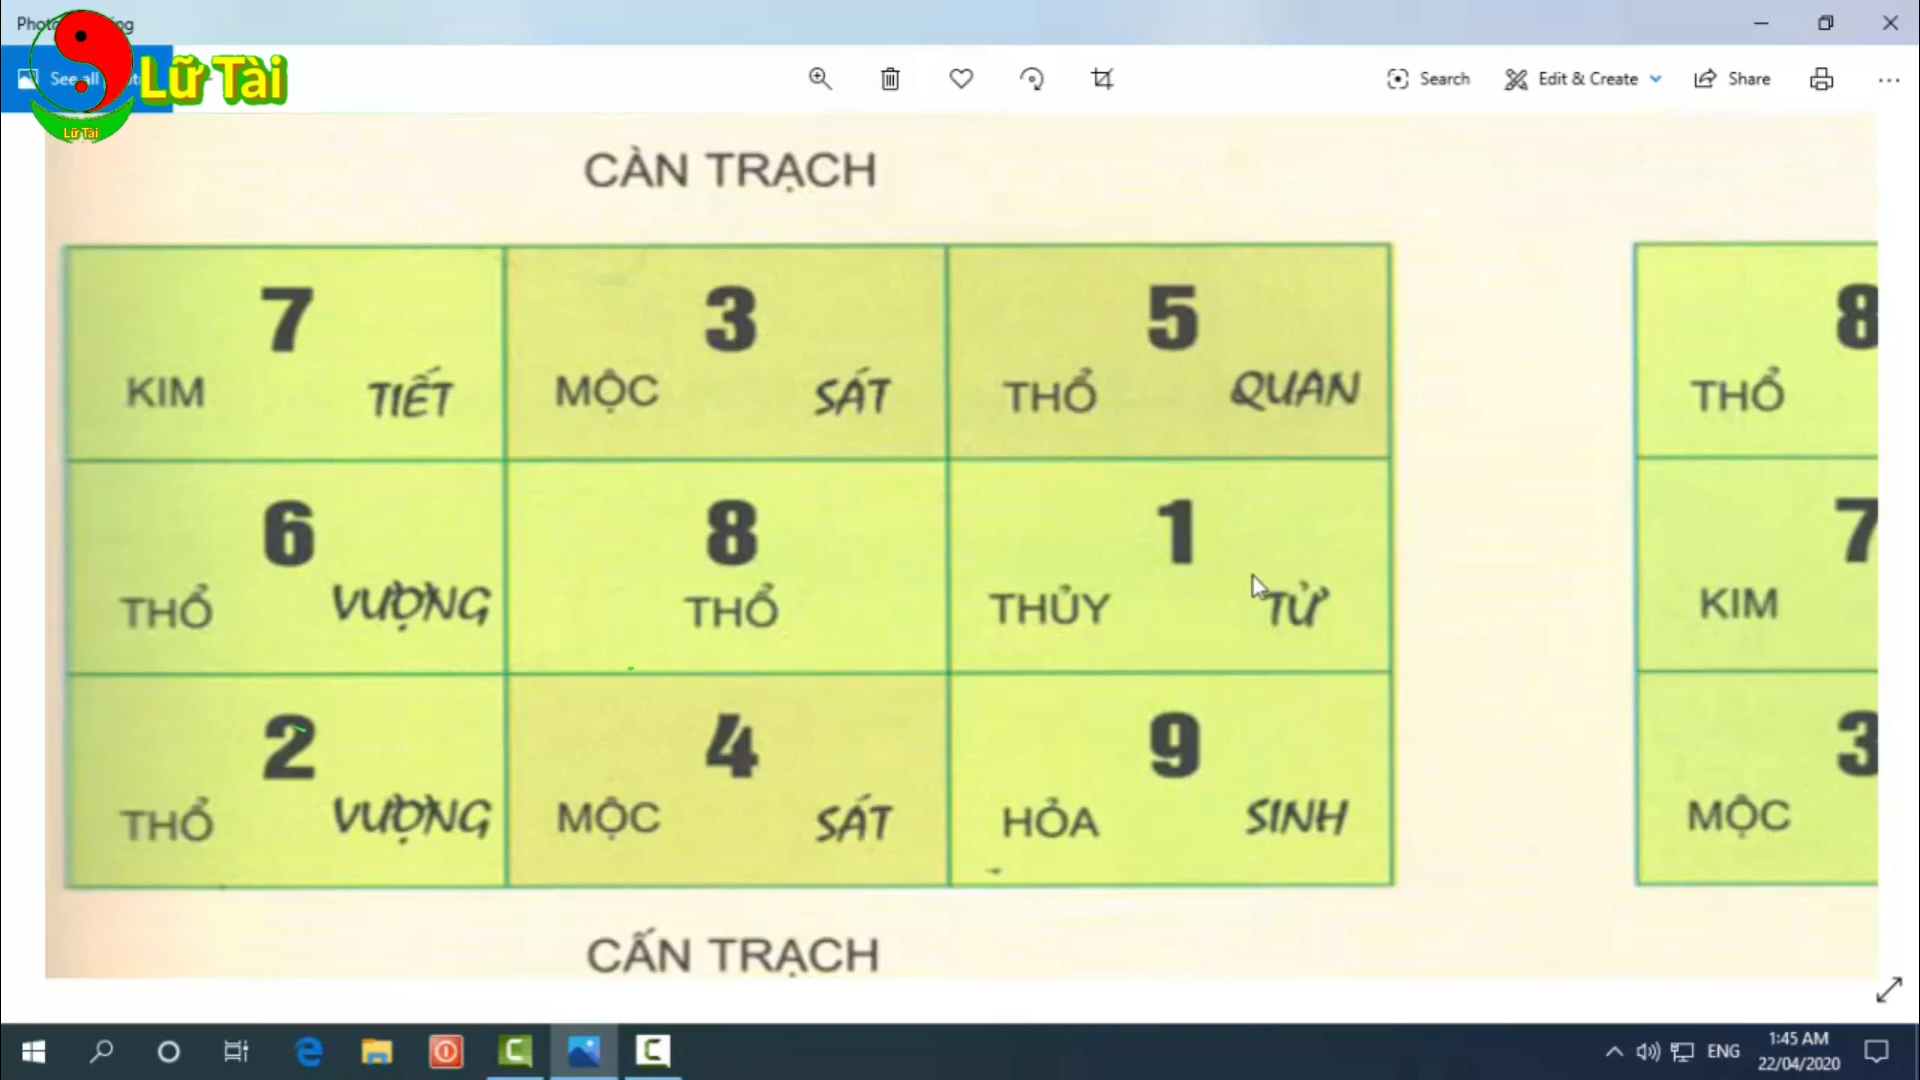 Lữ Tài
Lữ Tài
Search
Edit & Create
Share
CÀN TRẠCH
7
KIM TIẾT
3
MỘC SÁT
5
THỔ QUAN
6
THỔ VƯỢNG
8
THỔ
1
THỦY TỬ
2
THỔ VƯỢNG
4
MỘC SÁT
9
HỎA SINH
8
THỔ
7
KIM
3
MỘC
CẤN TRẠCH
ENG
1:45 AM
22/04/2020